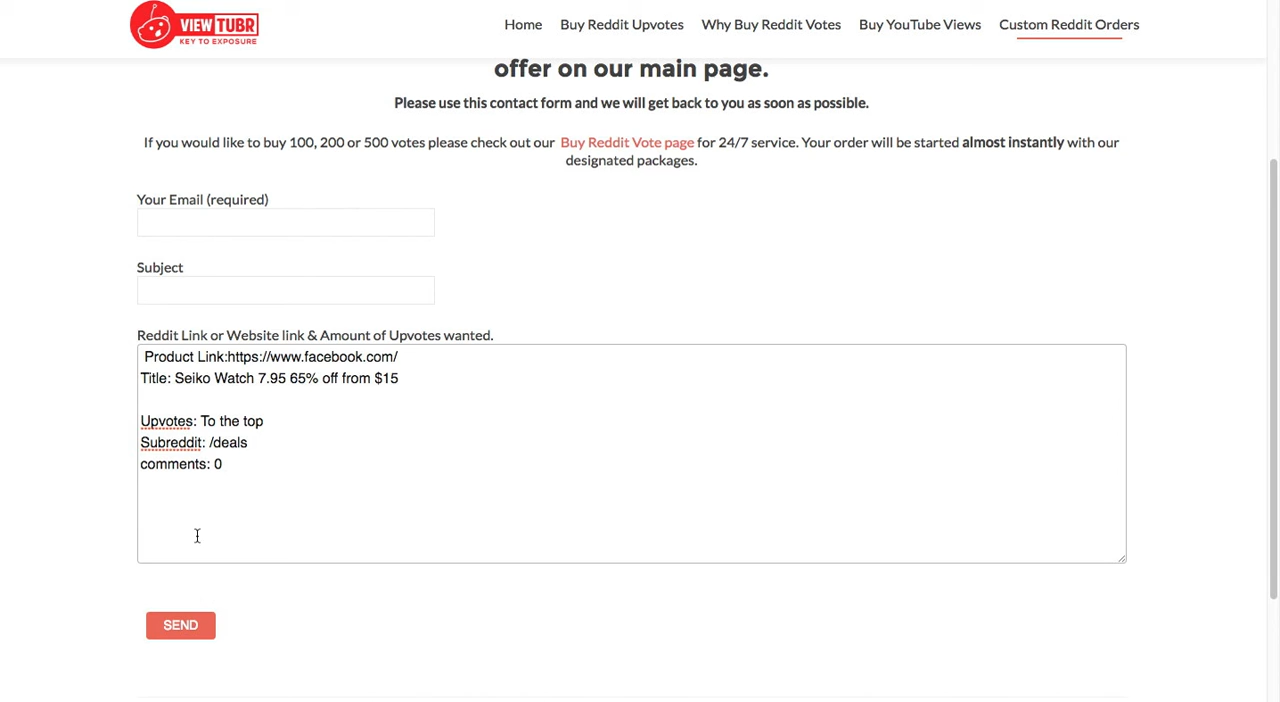 VIEW TUBR
KEY TO EXPOSURE
Home Buy Reddit Upvotes Why Buy Reddit Votes Buy YouTube Views Custom Reddit Orders
offer on our main page.
Please use this contact form and we will get back to you as soon as possible.
If you would like to buy 100, 200 or 500 votes please check out our Buy Reddit Vote page for 24/7 service. Your order will be started almost instantly with our
designated packages.
Your Email (required)
Subject
Reddit Link or Website link & Amount of Upvotes wanted.
Product Link:https://www.facebook.com/
Title: Seiko Watch 7.95 65% off from $15
Upvotes: To the top
Subreddit: /deals
comments: 0
SEND